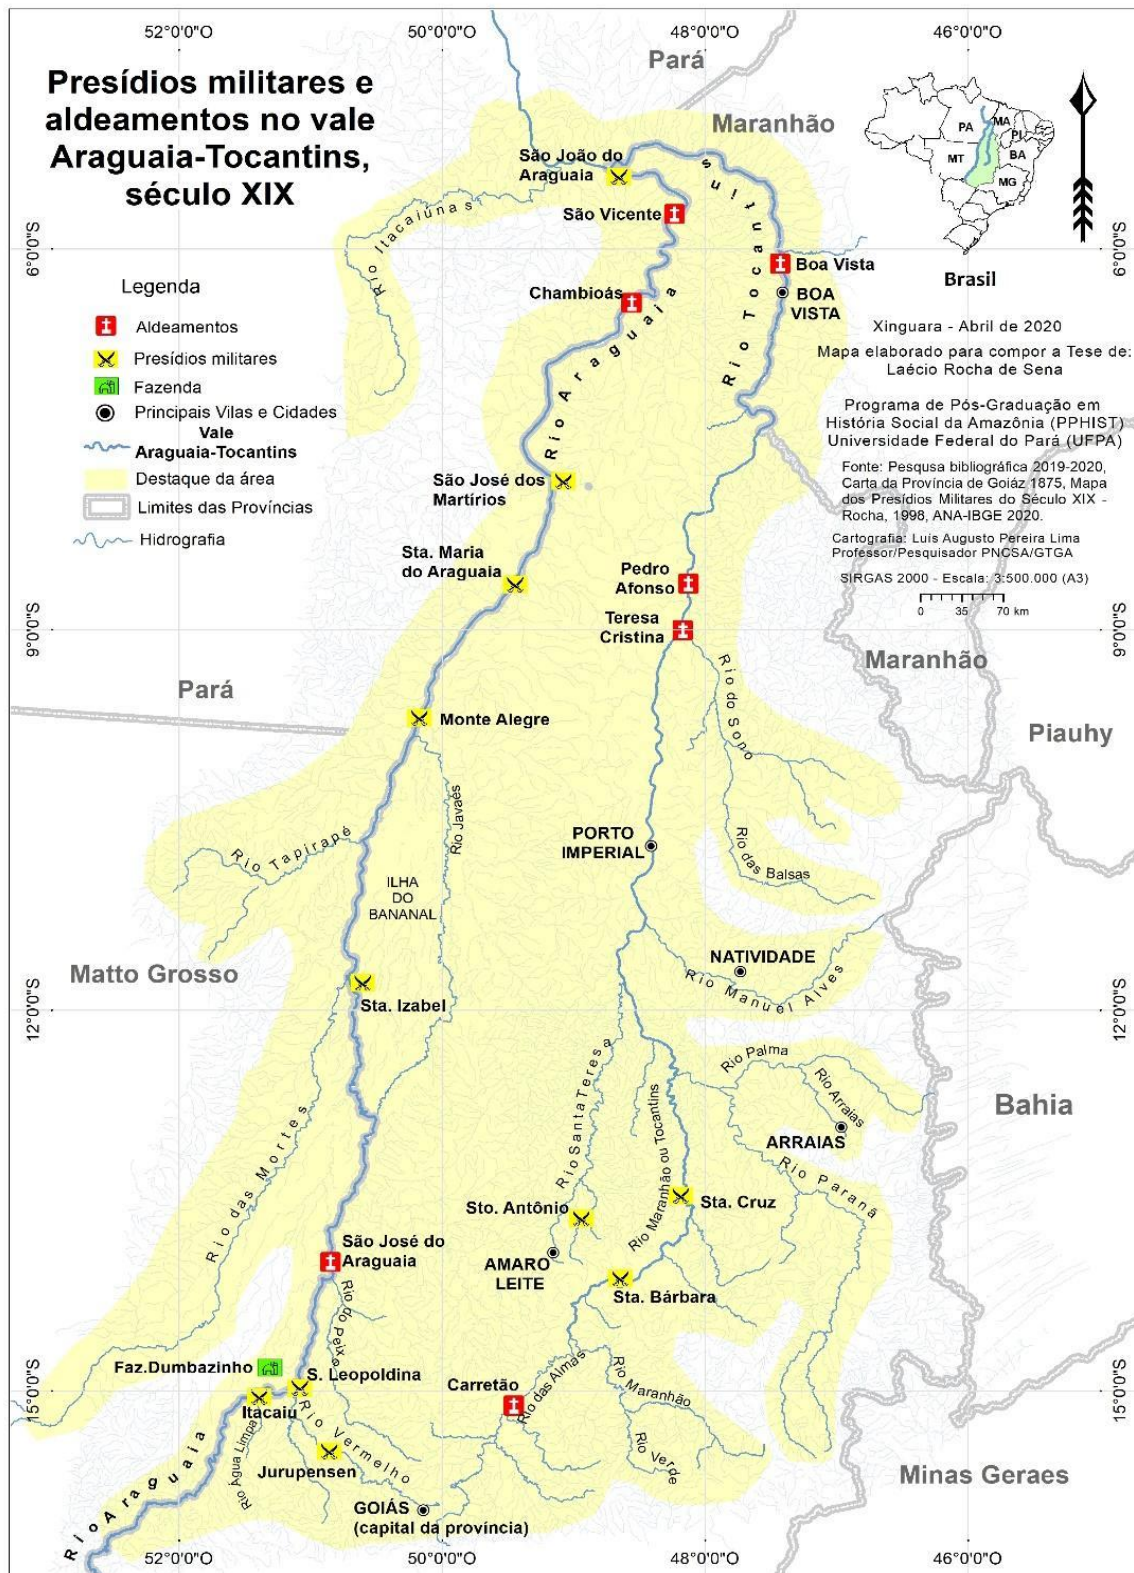 52°0'0"O
50°0'0"O
48°0'0"O
46°0'0"O
Presídios militares e
aldeamentos no vale
Araguaia-Tocantins,
século XIX
Legenda
Aldeamentos
Presídios militares
Fazenda
Principais Vilas e Cidades
Vale
Araguaia-Tocantins
Destaque da área
Limites das Províncias
Hidrografia
Pará
Maranhão
PA
MA
PI
MT
BA
MG
Brasil
Xinguara - Abril de 2020
Mapa elaborado para compor a Tese de:
Laécio Rocha de Sena
Programa de Pós-Graduação em
História Social da Amazônia (PPHIST)
Universidade Federal do Pará (UFPA)
Fonte: Pesqusa bibliográfica 2019-2020,
Carta da Província de Goiáz 1875, Mapa
dos Presídios Militares do Século XIX -
Rocha, 1998, ANA-IBGE 2020.
Cartografia: Luís Augusto Pereira Lima
Professor/Pesquisador PNCSA/GTGA
SIRGAS 2000 - Escala: 3:500.000 (A3)
0 35 70 km
São João do
Araguaia
São Vicente
Rio Itacaiúnas
Rio Tocantins
6°0'0"S
6°0'0"S
Boa Vista
BOA
VISTA
Chambioás
Rio Araguaia
São José dos
Martírios
Sta. Maria
do Araguaia
Pedro
Afonso
Teresa
Cristina
9°0'0"S
9°0'0"S
Maranhão
Pará
Rio do Sono
Monte Alegre
Piauhy
Rio Javaés
PORTO
IMPERIAL
Rio Tapirapé
Rio das Balsas
ILHA
DO
BANANAL
Matto Grosso
NATIVIDADE
Rio Manuel Alves
Sta. Izabel
12°0'0"S
12°0'0"S
Rio Santa Teresa
Rio Palma
Rio Arraias
Bahia
ARRAIAS
Rio Maranhão ou Tocantins
Rio das Mortes
Rio Paranã
Sto. Antônio
Sta. Cruz
São José do
Araguaia
AMARO
LEITE
Sta. Bárbara
Rio do Peixe
Faz.Dumbazinho
S. Leopoldina
Carretão
Rio das Almas
Rio Maranhão
15°0'0"S
15°0'0"S
Itacaiu
Rio Vermelho
Rio Água Limpa
Rio Verde
Jurupensen
Rio Araguaia
Minas Geraes
GOIÁS
(capital da província)
52°0'0"O
50°0'0"O
48°0'0"O
46°0'0"O